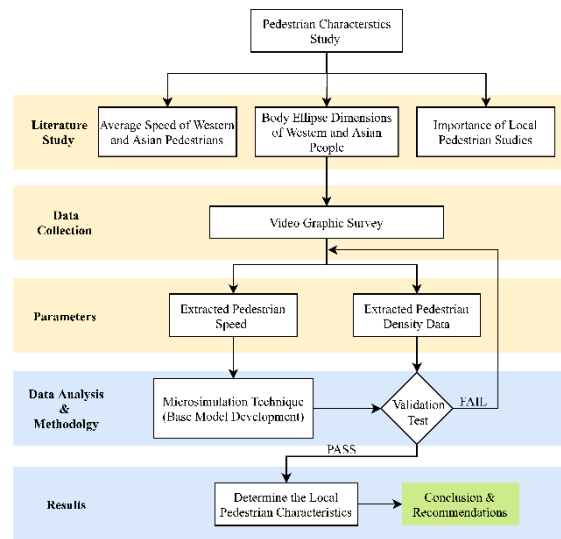 Pedestrian Characterstics
Study
Literature
Study
Average Speed of Western
and Asian Pedestrians
Body Ellipse Dimensions
of Western and Asian
People
Importance of Local
Pedestrian Studies
Data
Collection
Video Graphic Survey
Parameters
Extracted Pedestrian
Speed
Extracted Pedestrian
Density Data
Data Analysis
&
Methodolgy
Microsimulation Technique
(Base Model Development)
Validation
Test
FAIL
PASS
Results
Determine the Local
Pedestrian Characteristics
Conclusion &
Recommendations